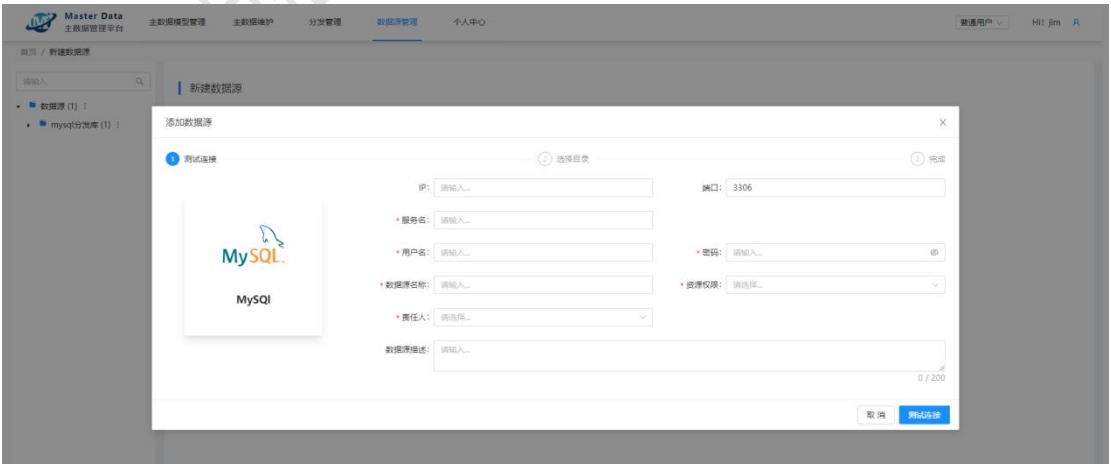 Master Data
主数据管理平台
主数据模型管理 主数据维护 分发管理 数据源管理 个人中心
普通用户 Hi! jim
首页 / 新建数据源
请输入
新建数据源
数据源 (1)
mysql分发库 (1)
添加数据源
1 测试连接 2 选择目录 3 完成
IP: 请输入... 端口: 3306
* 服务名: 请输入...
* 用户名: 请输入... * 密码: 请输入...
* 数据源名称: 请输入... * 资源权限: 请选择...
* 责任人: 请选择...
数据源描述: 请输入...
MySQL
MySQl
0 / 200
取 消 测试连接